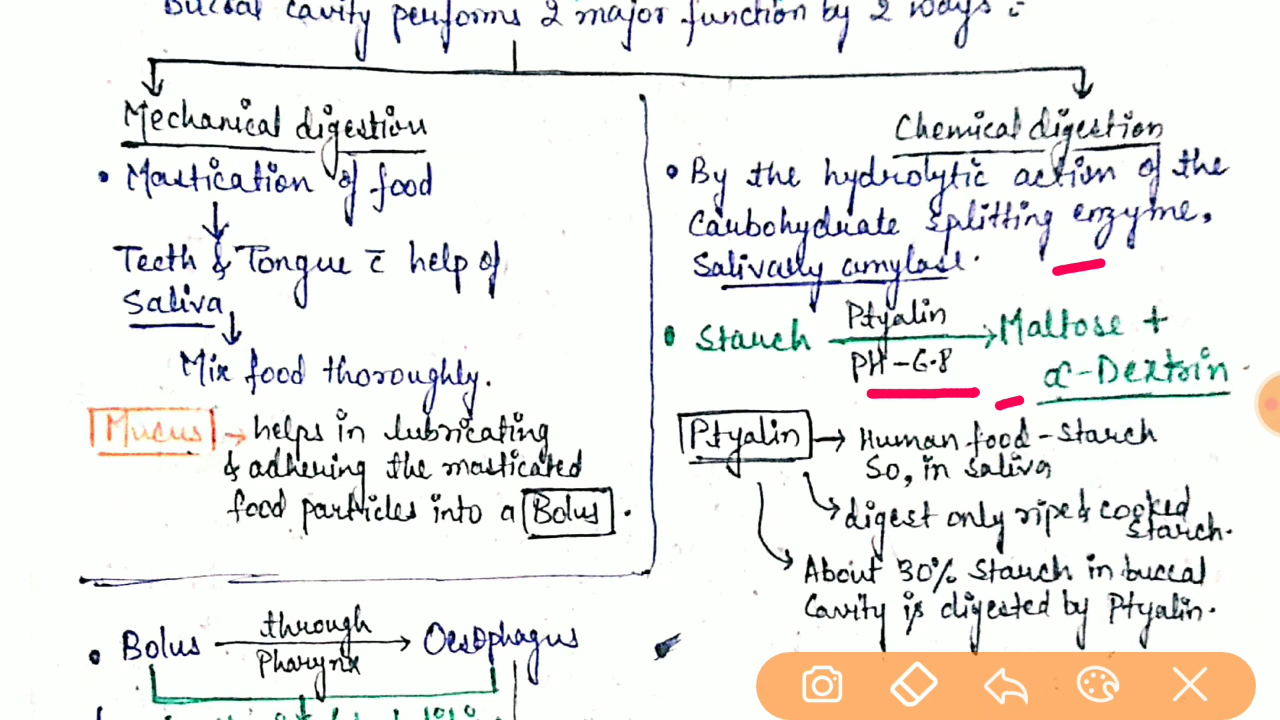 Buccal cavity performs 2 major function by 2 ways :-
Mechanical digestion
• Mastication of food
Teeth & Tongue c̄ help of
Saliva
Mix food thoroughly.
Mucus → helps in lubricating
& adhering the masticated
food particles into a Bolus.
Chemical digestion
• By the hydrolytic action of the
Carbohydrate splitting enzyme,
Salivary amylase.
• Starch Ptyalin → Maltose +
PH-6.8 α-Dextrin.
Ptyalin → Human food - starch
So, in saliva
digest only ripe & cooked
starch.
About 30% starch in buccal
cavity is digested by Ptyalin.
• Bolus through → Oesophagus
Pharynx